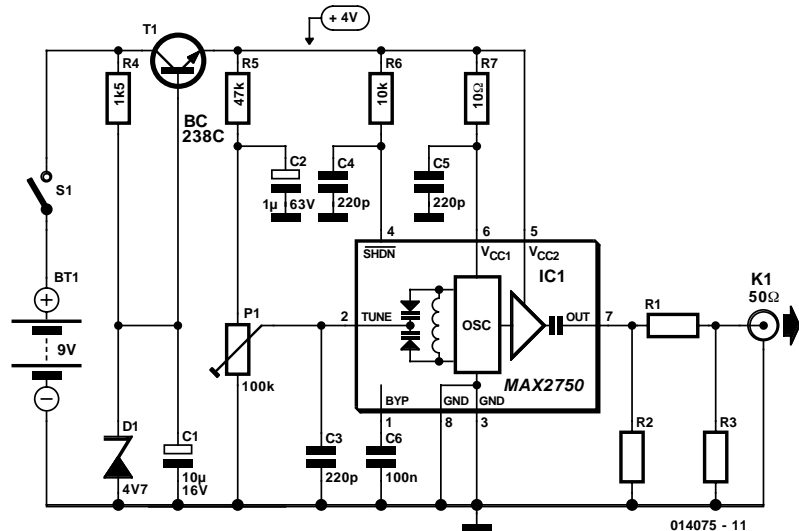 + 4V
T1
R4
1k5
BC
238C
R5
47k
R6
10k
R7
10Ω
C2
1µ 63V
C4
220p
C5
220p
S1
BT1
9V
4
6
5
SHDN
VCC1
VCC2
IC1
K1
50Ω
P1
100k
2
TUNE
OSC
OUT
7
R1
MAX2750
BYP
GND
GND
1
8
3
D1
4V7
C1
10µ
16V
C3
220p
C6
100n
R2
R3
014075 - 11